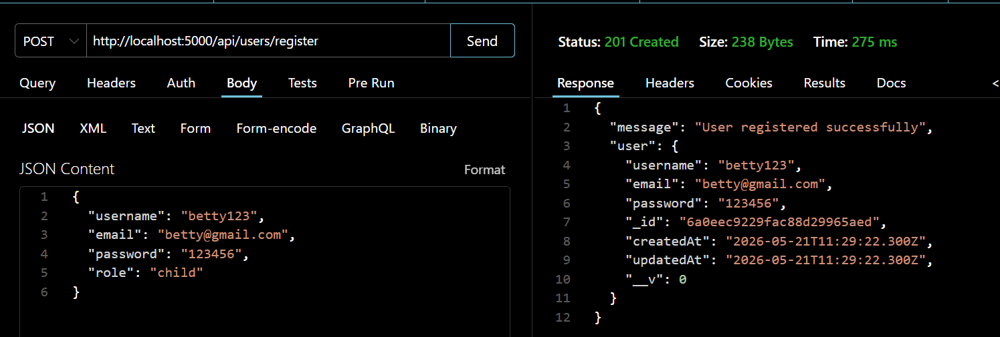 POST http://localhost:5000/api/users/register Send
Query Headers Auth Body Tests Pre Run
JSON XML Text Form Form-encode GraphQL Binary
JSON Content Format
1 {
2 "username": "betty123",
3 "email": "betty@gmail.com",
4 "password": "123456",
5 "role": "child"
6 }
Status: 201 Created Size: 238 Bytes Time: 275 ms
Response Headers Cookies Results Docs <
1 {
2 "message": "User registered successfully",
3 "user": {
4 "username": "betty123",
5 "email": "betty@gmail.com",
6 "password": "123456",
7 "_id": "6a0eec9229fac88d29965aed",
8 "createdAt": "2026-05-21T11:29:22.300Z",
9 "updatedAt": "2026-05-21T11:29:22.300Z",
10 "__v": 0
11 }
12 }